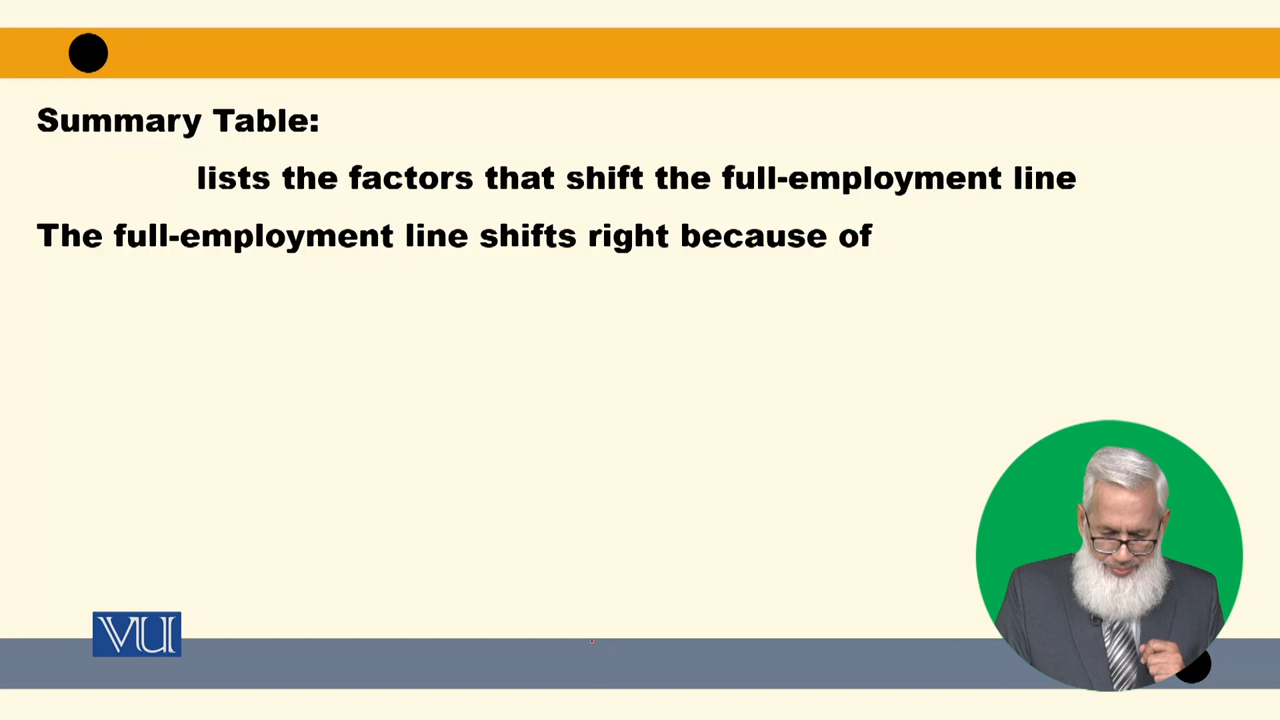 Summary Table:
lists the factors that shift the full-employment line
The full-employment line shifts right because of
VU